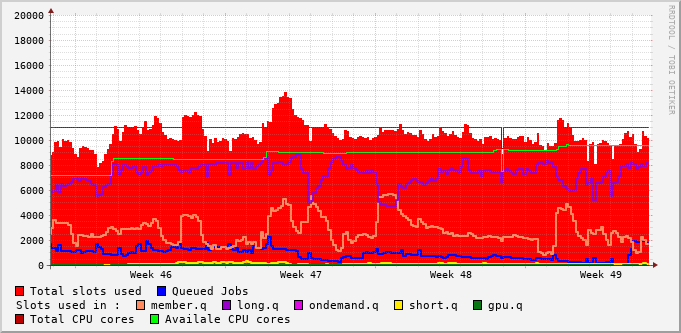 RRDTOOL / TOBI OETIKER
20000
18000
16000
14000
12000
10000
8000
6000
4000
2000
0
Week 46 Week 47 Week 48 Week 49
Total slots used Queued Jobs
Slots used in : member.q long.q ondemand.q short.q gpu.q
Total CPU cores Availale CPU cores